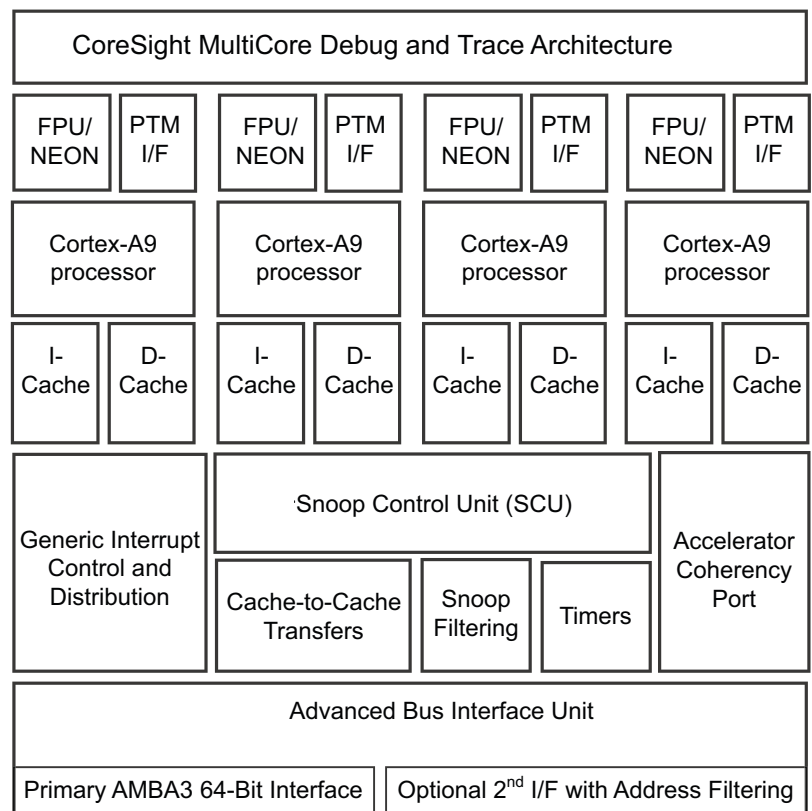 CoreSight MultiCore Debug and Trace Architecture
FPU/
NEON
PTM
I/F
FPU/
NEON
PTM
I/F
FPU/
NEON
PTM
I/F
FPU/
NEON
PTM
I/F
Cortex-A9
processor
Cortex-A9
processor
Cortex-A9
processor
Cortex-A9
processor
I-
Cache
D-
Cache
I-
Cache
D-
Cache
I-
Cache
D-
Cache
I-
Cache
D-
Cache
Generic Interrupt
Control and
Distribution
Snoop Control Unit (SCU)
Cache-to-Cache
Transfers
Snoop
Filtering
Timers
Accelerator
Coherency
Port
Advanced Bus Interface Unit
Primary AMBA3 64-Bit Interface
Optional 2nd I/F with Address Filtering